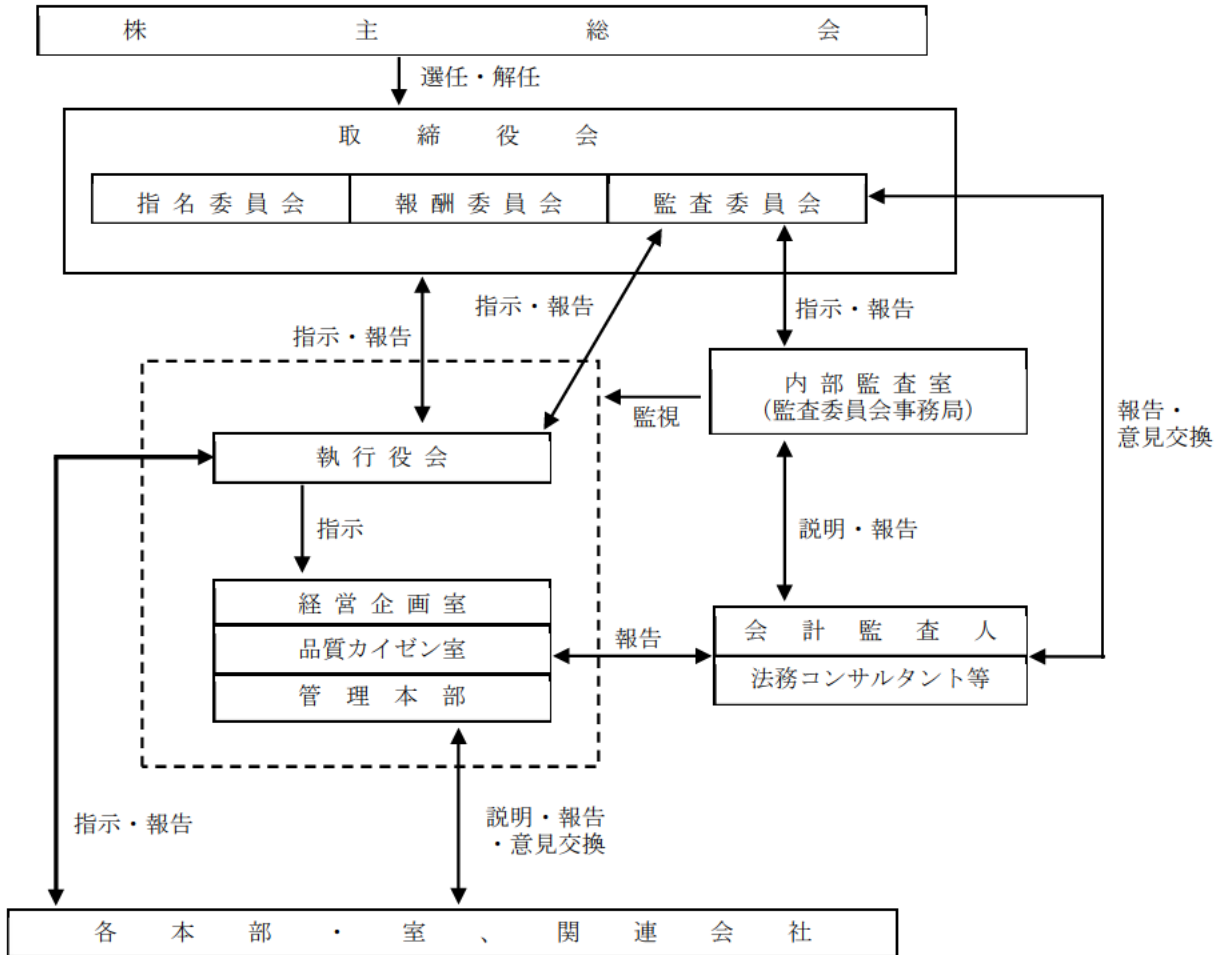 株主総会
選任・解任
取締役会
指名委員会
報酬委員会
監査委員会
指示・報告
指示・報告
指示・報告
内部監査室
(監査委員会事務局)
監視
報告・
意見交換
執行役会
指示
説明・報告
経営企画室
品質カイゼン室
管理本部
報告
会計監査人
法務コンサルタント等
指示・報告
説明・報告
・意見交換
各本部・室、関連会社